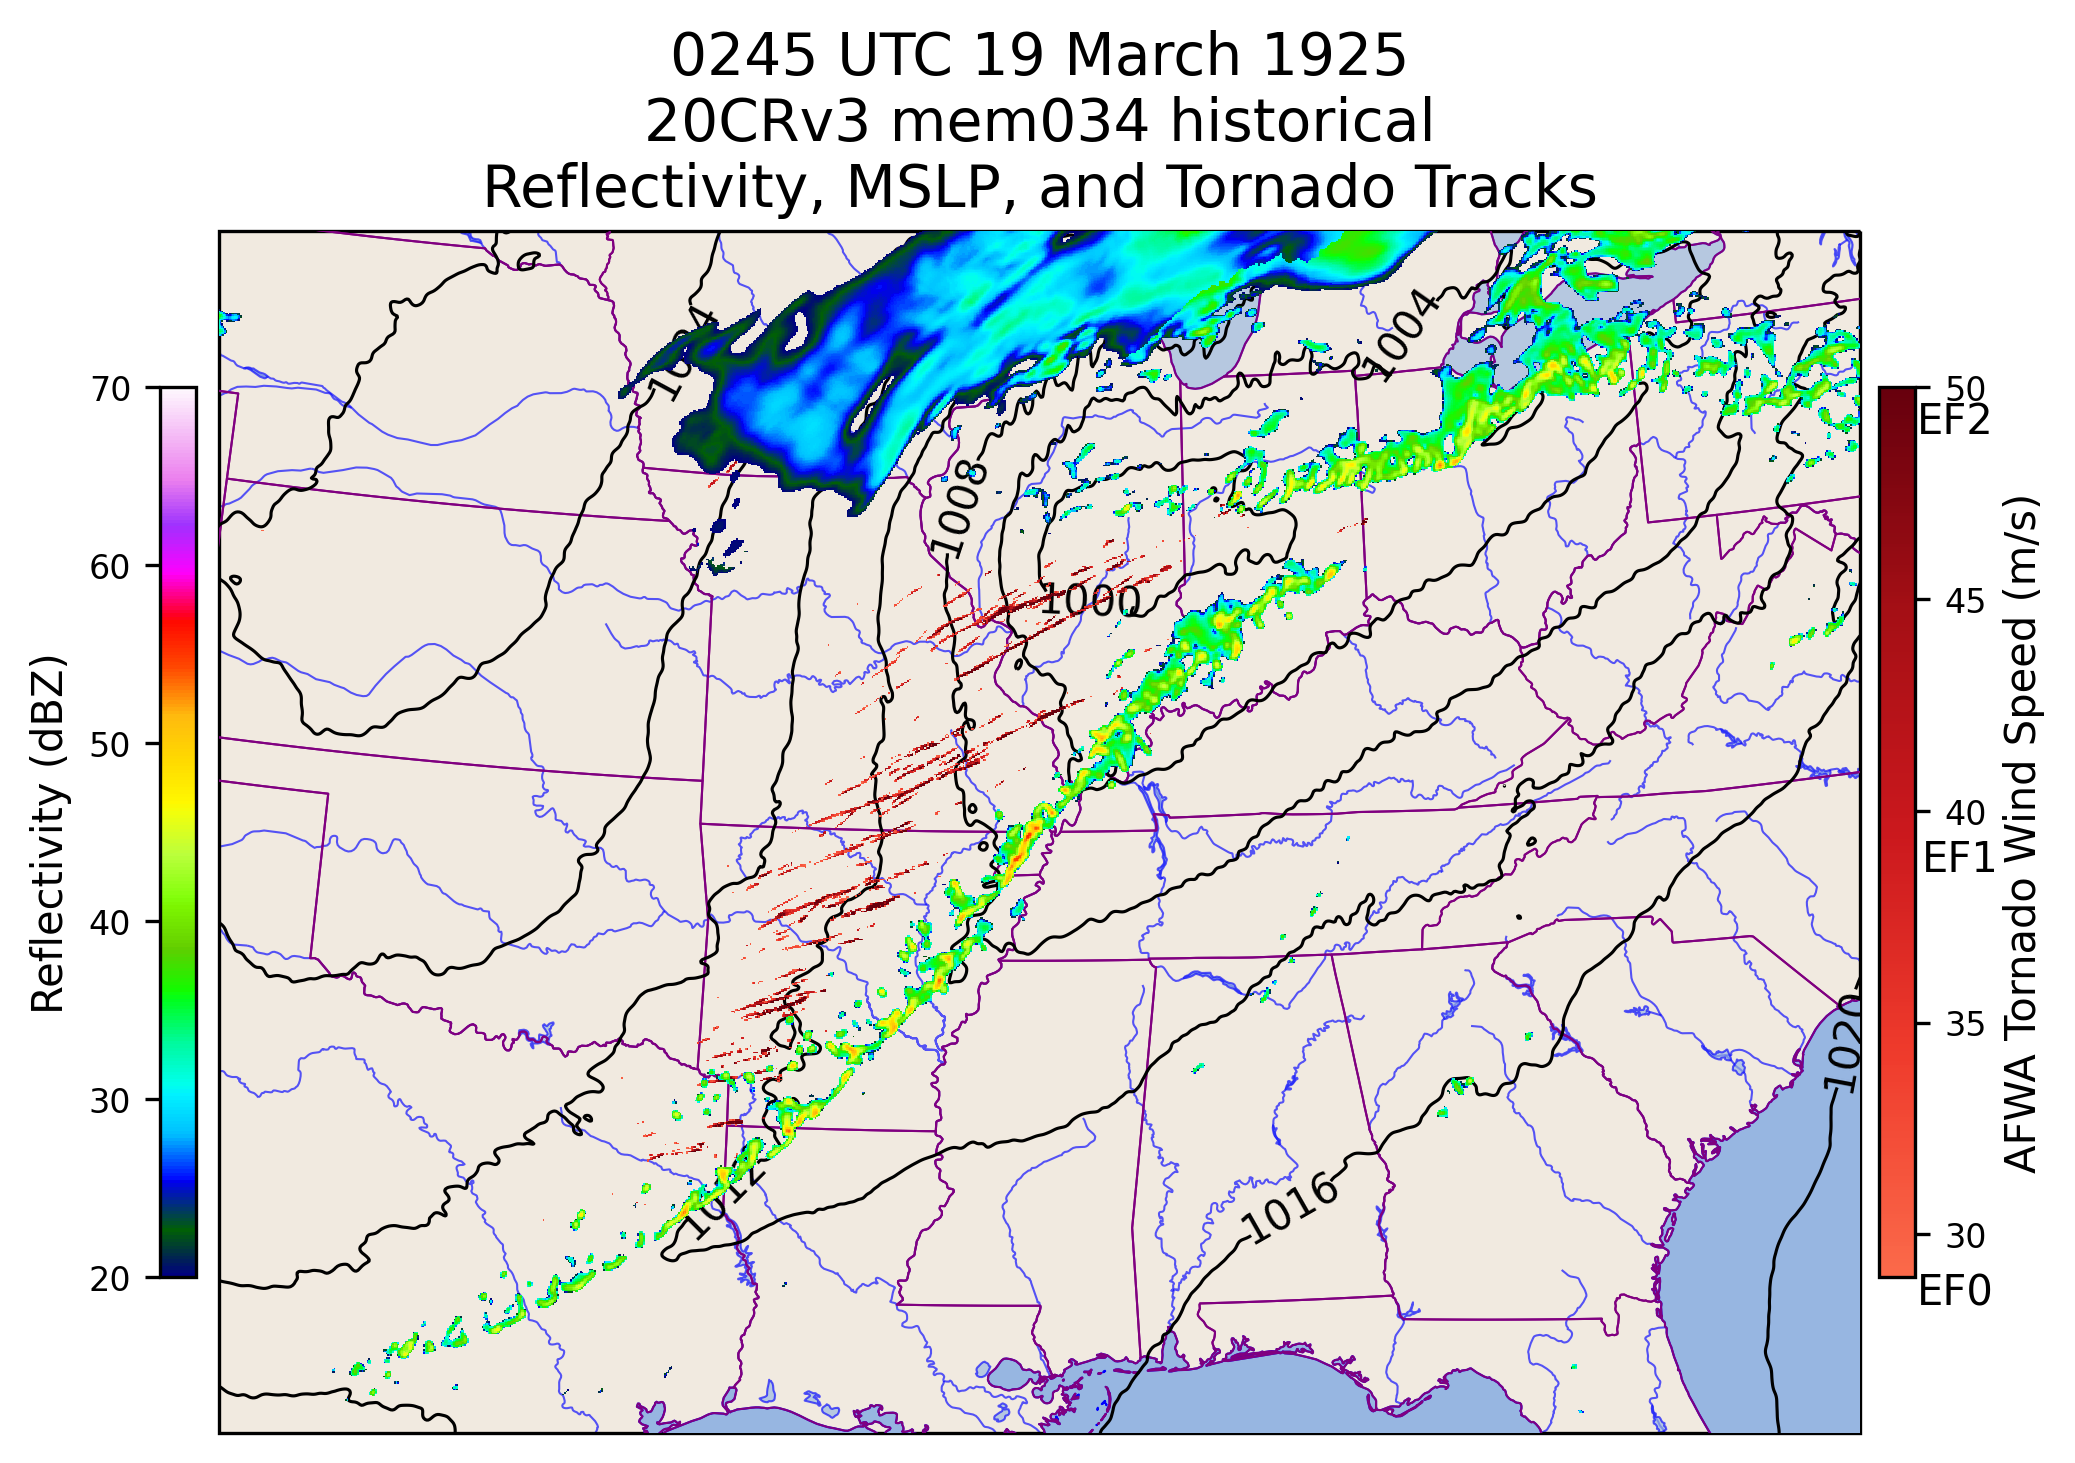 0245 UTC 19 March 1925
20CRv3 mem034 historical
Reflectivity, MSLP, and Tornado Tracks
Reflectivity (dBZ)
70
60
50
40
30
20
1004
1004
1008
1000
1012
1016
1020
50
EF2
45
40
EF1
35
30
EF0
AFWA Tornado Wind Speed (m/s)